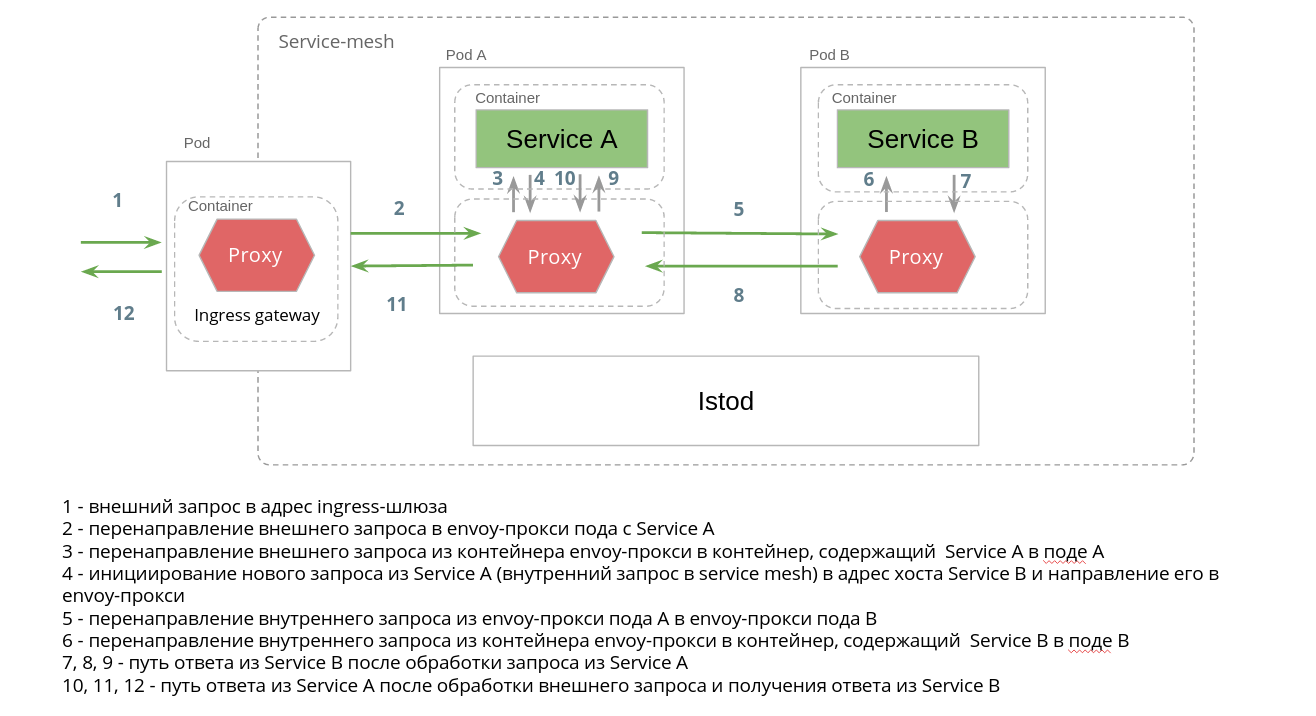 Service-mesh
Pod A
Pod B
Container
Container
Service A
Service B
Pod
3
4
10
9
6
7
1
Container
2
5
Proxy
Proxy
Proxy
12
Ingress gateway
11
8
Istod
1 - внешний запрос в адрес ingress-шлюза
2 - перенаправление внешнего запроса в envoy-прокси пода с Service A
3 - перенаправление внешнего запроса из контейнера envoy-прокси в контейнер, содержащий  Service A в поде A
4 - инициирование нового запроса из Service A (внутренний запрос в service mesh) в адрес хоста Service B и направление его в
envoy-прокси
5 - перенаправление внутреннего запроса из envoy-прокси пода A в envoy-прокси пода B
6 - перенаправление внутреннего запроса из контейнера envoy-прокси в контейнер, содержащий  Service B в поде B
7, 8, 9 - путь ответа из Service B после обработки запроса из Service A
10, 11, 12 - путь ответа из Service A после обработки внешнего запроса и получения ответа из Service B